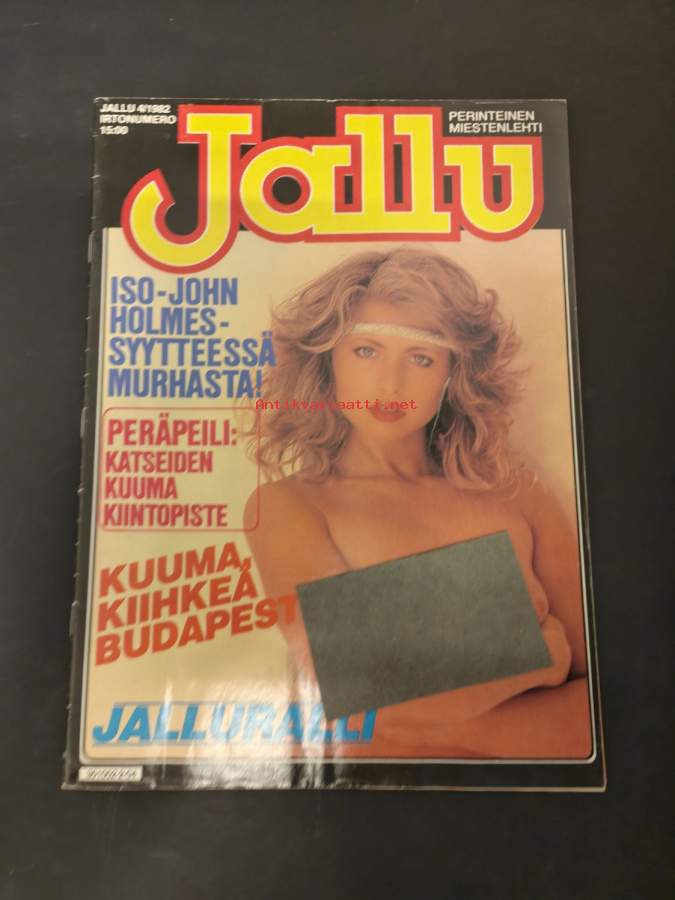 JALLU 4/1982
IRTONUMERO
15:00
Jallu
PERINTEINEN
MIESTENLEHTI
ISO-JOHN
HOLMES-
SYYTTEESSÄ
MURHASTA!
Antikvariaatti.net
PERÄPEILI:
KATSEIDEN
KUUMA
KIINTOPISTE
KUUMA,
KIIHKEÄ
BUDAPEST
JALLURALLI